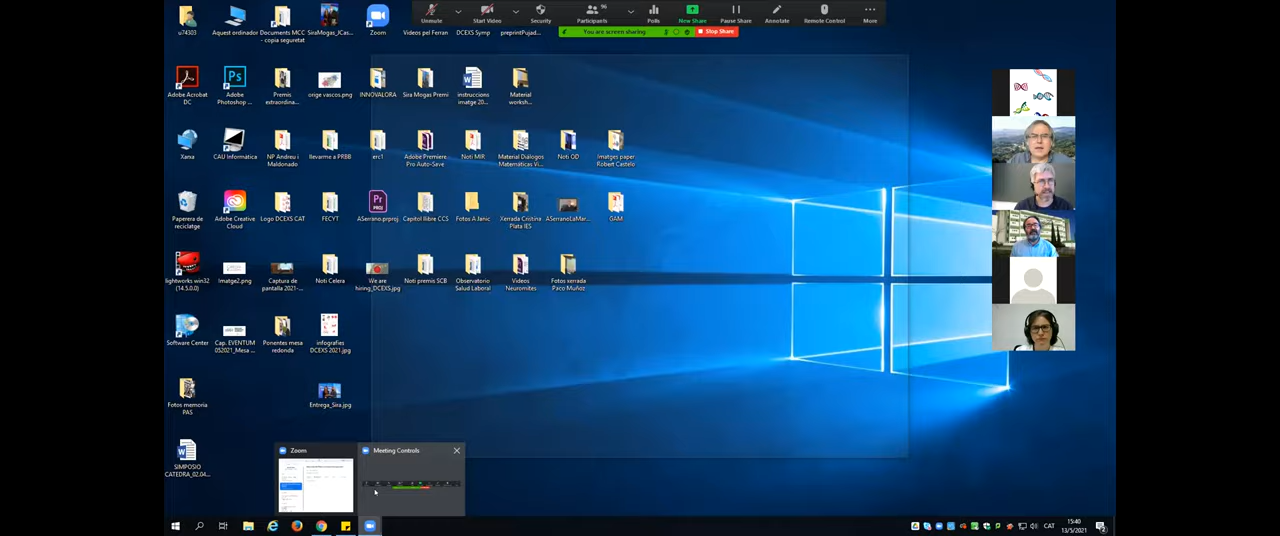 96
Unmute
Start Video
Security
Participants
Polls
New Share
Pause Share
Annotate
Remote Control
More
You are screen sharing
Stop Share
u74303
Aquest ordinador
Documents MCC
- copia seguretat
SiraMogas_JCas...
Zoom
Videos pel Ferran
DCEXS Symp
preprintPujad...
Adobe Acrobat
DC
Adobe
Photoshop ...
Premis
extraordina...
orige vascos.png
INNOVALORA
Sira Mogas Premi
instruccions
imatge 20...
Material
worksh...
Xarxa
CAU Informàtica
NP Andreu i
Maldonado
llevarme a PRBB
erc1
Adobe Premiere
Pro Auto-Save
Noti MIR
Material Diálogos
Matemáticas Vi...
Noti OD
Imatges paper
Robert Castelo
Paperera de
reciclatge
Adobe Creative
Cloud
Logo DCEXS CAT
FECYT
ASerrano.prproj
Capitol llibre CCS
Fotos A Janic
Xerrada Cristina
Plata IES
ASerranoLaMar...
GAM
lightworks win32
(14.5.0.0)
Imatge2.png
Captura de
pantalla 2021-...
Noti Celera
We are
hiring_DCEXS.jpg
Noti premis SCB
Observatorio
Salud Laboral
Videos
Neuromites
Fotos xerrada
Paco Muñoz
Software Center
Cap. EVENTUM
052021_Mesa ...
Ponentes mesa
redonda
infografies
DCEXS 2021.jpg
Fotos memoria
PAS
Entrega_Sira.jpg
SIMPOSIO
CATEDRA_02.04...
Zoom
Meeting Controls
CAT
15:40
13/5/2021